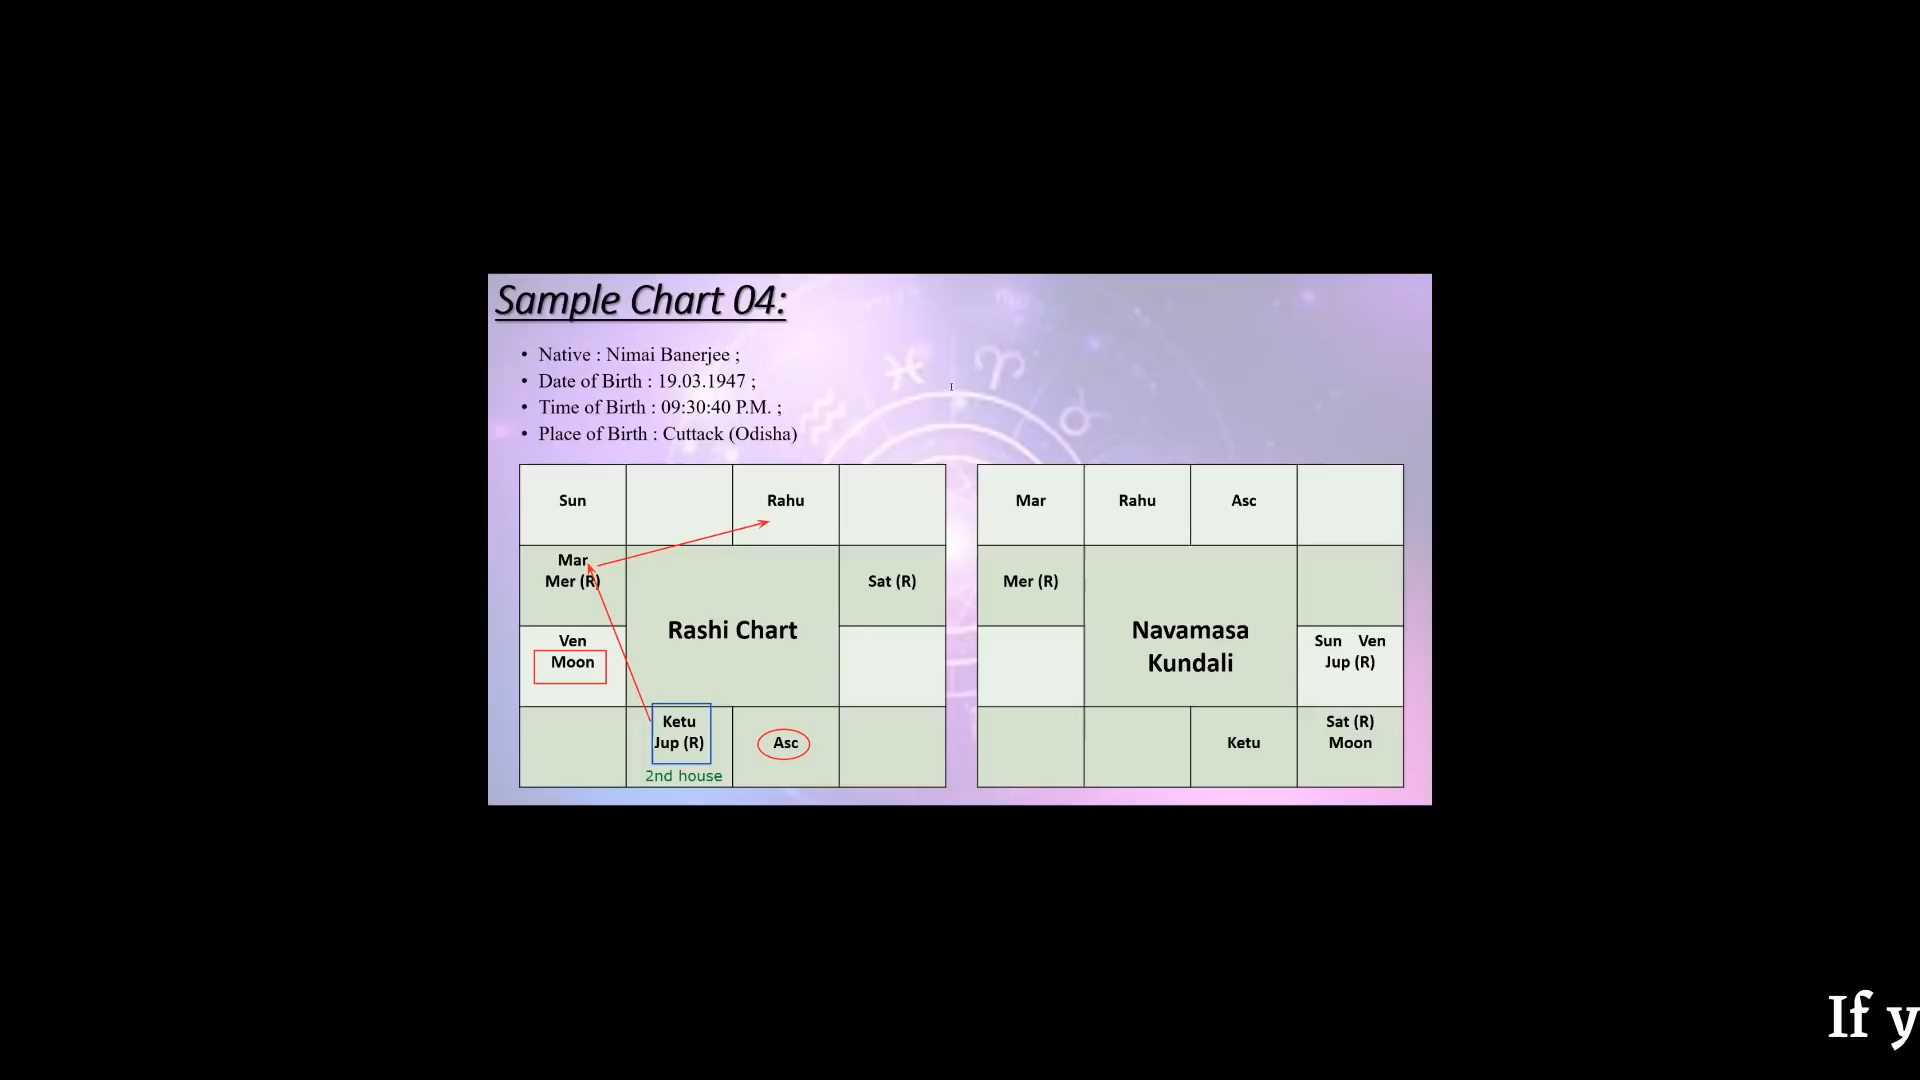 Sample Chart 04:
• Native : Nimai Banerjee ;
• Date of Birth : 19.03.1947 ;
• Time of Birth : 09:30:40 P.M. ;
• Place of Birth : Cuttack (Odisha)
Sun
Rahu
Mar
Mer (R)
Sat (R)
Rashi Chart
Ven
Moon
Ketu
Jup (R)
2nd house
Asc
Mar
Rahu
Asc
Mer (R)
Navamasa
Kundali
Sun Ven
Jup (R)
Ketu
Sat (R)
Moon
If y